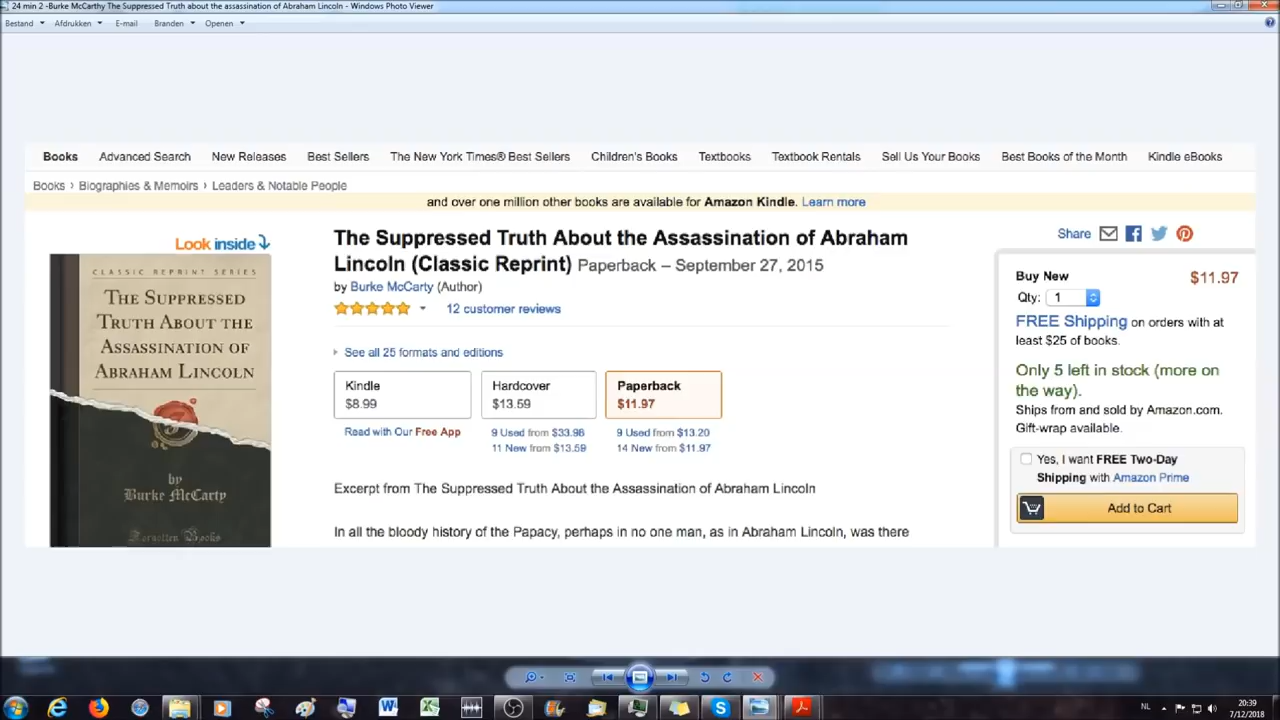 24 min 2 -Burke McCarthy The Suppressed Truth about the assassination of Abraham Lincoln - Windows Photo Viewer
Bestand Afdrukken E-mail Branden Openen
Books Advanced Search New Releases Best Sellers The New York Times® Best Sellers Children's Books Textbooks Textbook Rentals Sell Us Your Books Best Books of the Month Kindle eBooks
Books › Biographies & Memoirs › Leaders & Notable People
and over one million other books are available for Amazon Kindle. Learn more
Look inside
CLASSIC REPRINT SERIES
THE SUPPRESSED
TRUTH ABOUT THE
ASSASSINATION OF
ABRAHAM LINCOLN
by
Burke McCarty
Forgotten Books
The Suppressed Truth About the Assassination of Abraham
Lincoln (Classic Reprint) Paperback – September 27, 2015
by Burke McCarty (Author)
12 customer reviews
See all 25 formats and editions
Kindle
$8.99
Read with Our Free App
Hardcover
$13.59
9 Used from $33.96
11 New from $13.59
Paperback
$11.97
9 Used from $13.20
14 New from $11.97
Excerpt from The Suppressed Truth About the Assassination of Abraham Lincoln
In all the bloody history of the Papacy, perhaps in no one man, as in Abraham Lincoln, was there
Share
Buy New $11.97
Qty: 1
FREE Shipping on orders with at
least $25 of books.
Only 5 left in stock (more on
the way).
Ships from and sold by Amazon.com.
Gift-wrap available.
Yes, I want FREE Two-Day
Shipping with Amazon Prime
Add to Cart
NL
20:39
7/12/2018